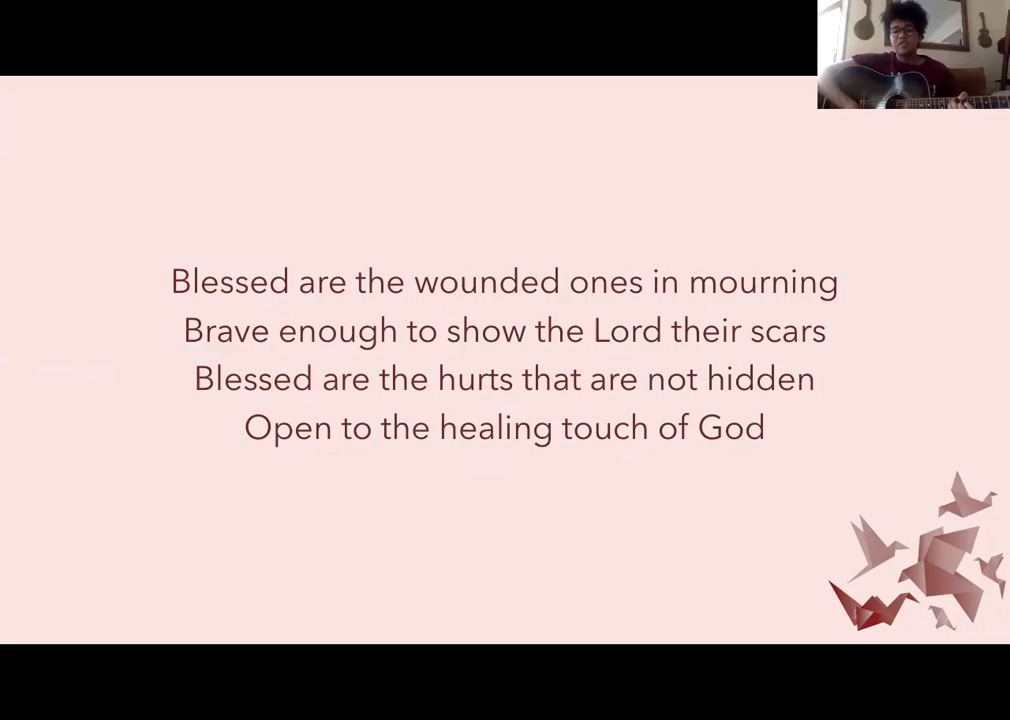 Blessed are the wounded ones in mourning
Brave enough to show the Lord their scars
Blessed are the hurts that are not hidden
Open to the healing touch of God